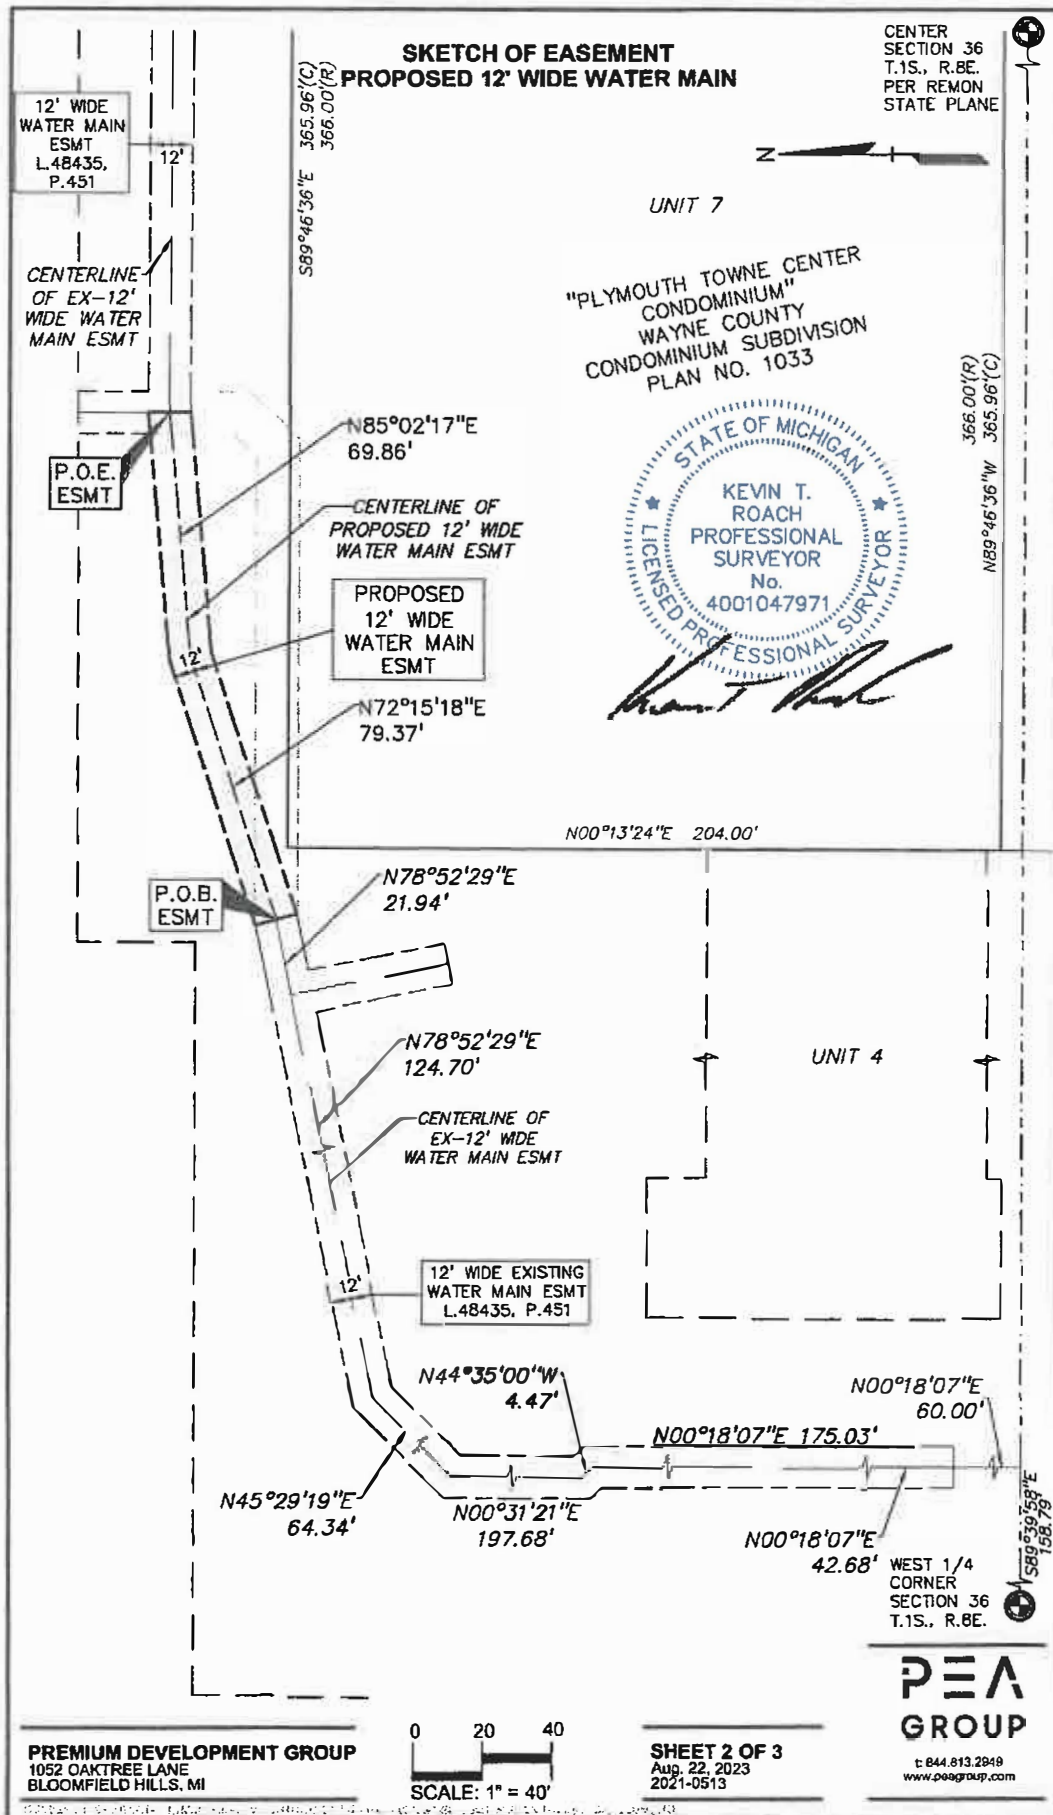 SKETCH OF EASEMENT
PROPOSED 12' WIDE WATER MAIN
CENTER
SECTION 36
T.1S., R.8E.
PER REMON
STATE PLANE
12' WIDE
WATER MAIN
ESMT
L.48435,
P.451
12'
S89°46'36"E 365.96'(C)
366.00'(R)
N
UNIT 7
CENTERLINE
OF EX-12'
WIDE WATER
MAIN ESMT
"PLYMOUTH TOWNE CENTER
CONDOMINIUM"
WAYNE COUNTY
CONDOMINIUM SUBDIVISION
PLAN NO. 1033
366.00'(R)
N89°46'36"W 365.96'(C)
P.O.E.
ESMT
N85°02'17"E
69.86'
CENTERLINE OF
PROPOSED 12' WIDE
WATER MAIN ESMT
STATE OF MICHIGAN
KEVIN T.
ROACH
PROFESSIONAL
SURVEYOR
No.
4001047971
LICENSED PROFESSIONAL SURVEYOR
PROPOSED
12' WIDE
WATER MAIN
ESMT
12'
N72°15'18"E
79.37'
N00°13'24"E 204.00'
P.O.B.
ESMT
N78°52'29"E
21.94'
N78°52'29"E
124.70'
UNIT 4
CENTERLINE OF
EX-12' WIDE
WATER MAIN ESMT
12'
12' WIDE EXISTING
WATER MAIN ESMT
L.48435, P.451
N44°35'00"W
4.47'
N00°18'07"E
60.00'
N00°18'07"E 175.03'
N45°29'19"E
64.34'
N00°31'21"E
197.68'
N00°18'07"E
42.68'
S89°39'58"E
158.79'
WEST 1/4
CORNER
SECTION 36
T.1S., R.8E.
PEA
GROUP
t: 844.813.2949
www.peagroup.com
PREMIUM DEVELOPMENT GROUP
1052 OAKTREE LANE
BLOOMFIELD HILLS, MI
0 20 40
SCALE: 1" = 40'
SHEET 2 OF 3
Aug. 22, 2023
2021-0513